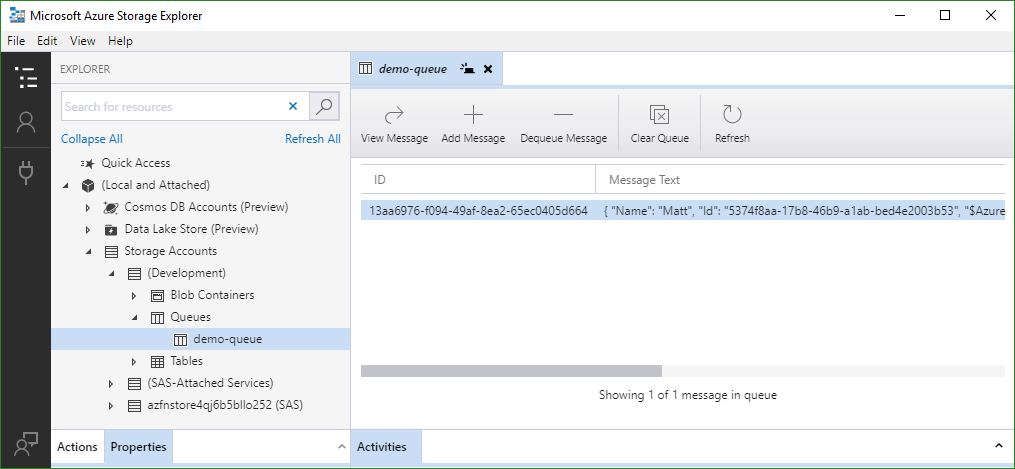 Microsoft Azure Storage Explorer
File Edit View Help
EXPLORER
Search for resources
Collapse All Refresh All
Quick Access
(Local and Attached)
Cosmos DB Accounts (Preview)
Data Lake Store (Preview)
Storage Accounts
(Development)
Blob Containers
Queues
demo-queue
Tables
(SAS-Attached Services)
azfnstore4qj6b5bllo252 (SAS)
Actions Properties
demo-queue
View Message Add Message Dequeue Message Clear Queue Refresh
ID Message Text
13aa6976-f094-49af-8ea2-65ec0405d664 { "Name": "Matt", "Id": "5374f8aa-17b8-46b9-a1ab-bed4e2003b53", "$Azure
Showing 1 of 1 message in queue
Activities